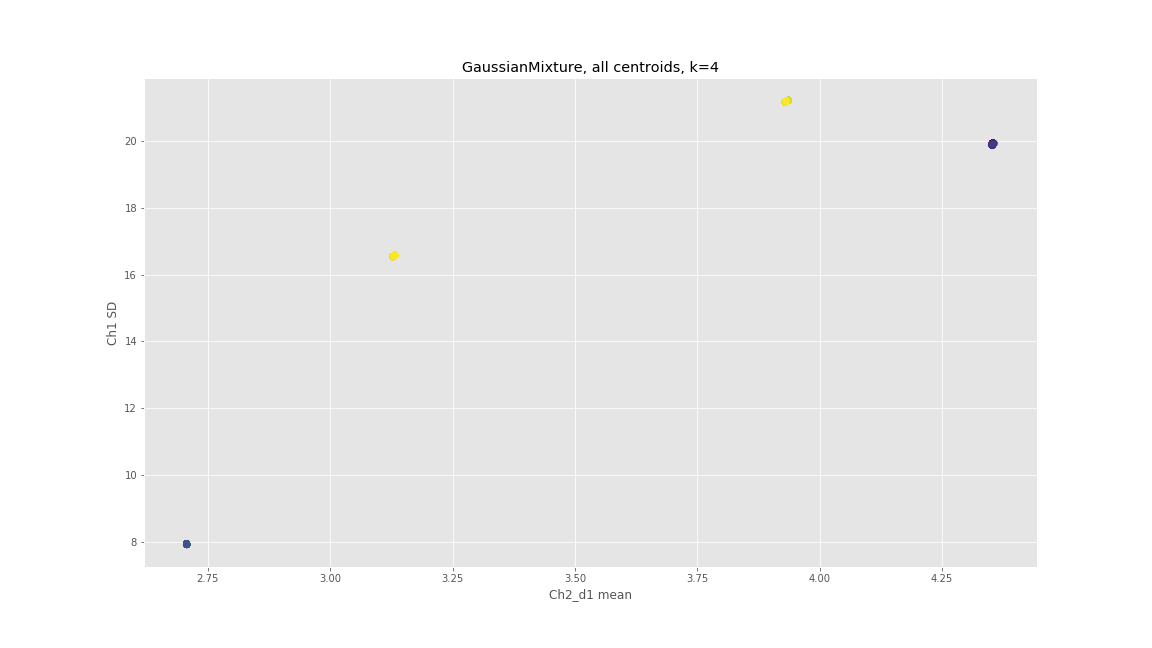 GaussianMixture, all centroids, k=4
20
18
16
14
12
10
8
Ch1 SD
2.75 3.00 3.25 3.50 3.75 4.00 4.25
Ch2_d1 mean